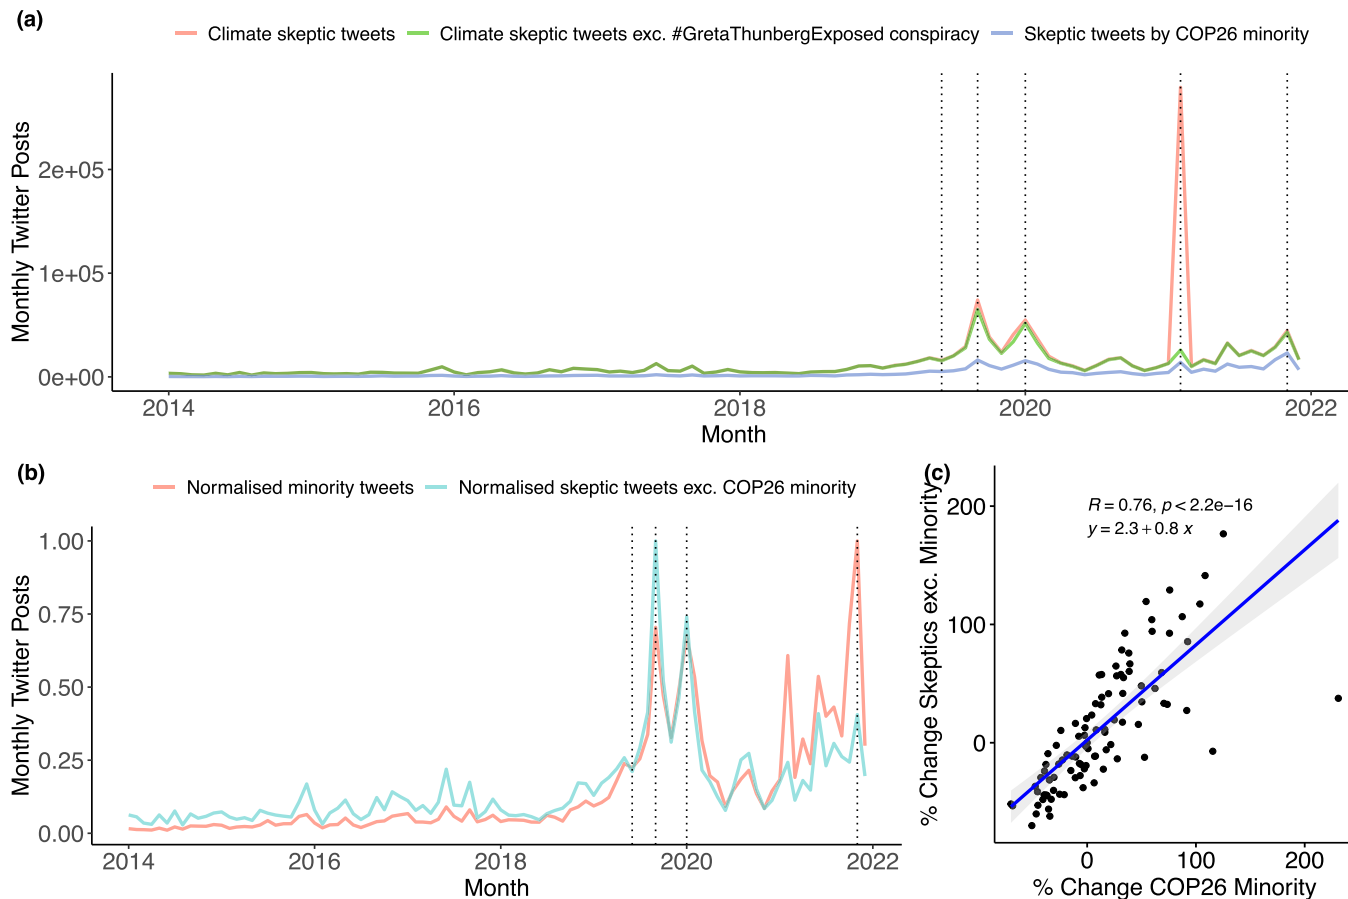 (a)
Climate skeptic tweets Climate skeptic tweets exc. #GretaThunbergExposed conspiracy Skeptic tweets by COP26 minority
Monthly Twitter Posts
2e+05
1e+05
0e+00
2014 2016 2018 2020 2022
Month
(b)
Normalised minority tweets Normalised skeptic tweets exc. COP26 minority
Monthly Twitter Posts
1.00
0.75
0.50
0.25
0.00
2014 2016 2018 2020 2022
Month
(c)
% Change Skeptics exc. Minority
R = 0.76, p < 2.2e−16
y = 2.3 + 0.8 x
200
100
0
0 100 200
% Change COP26 Minority